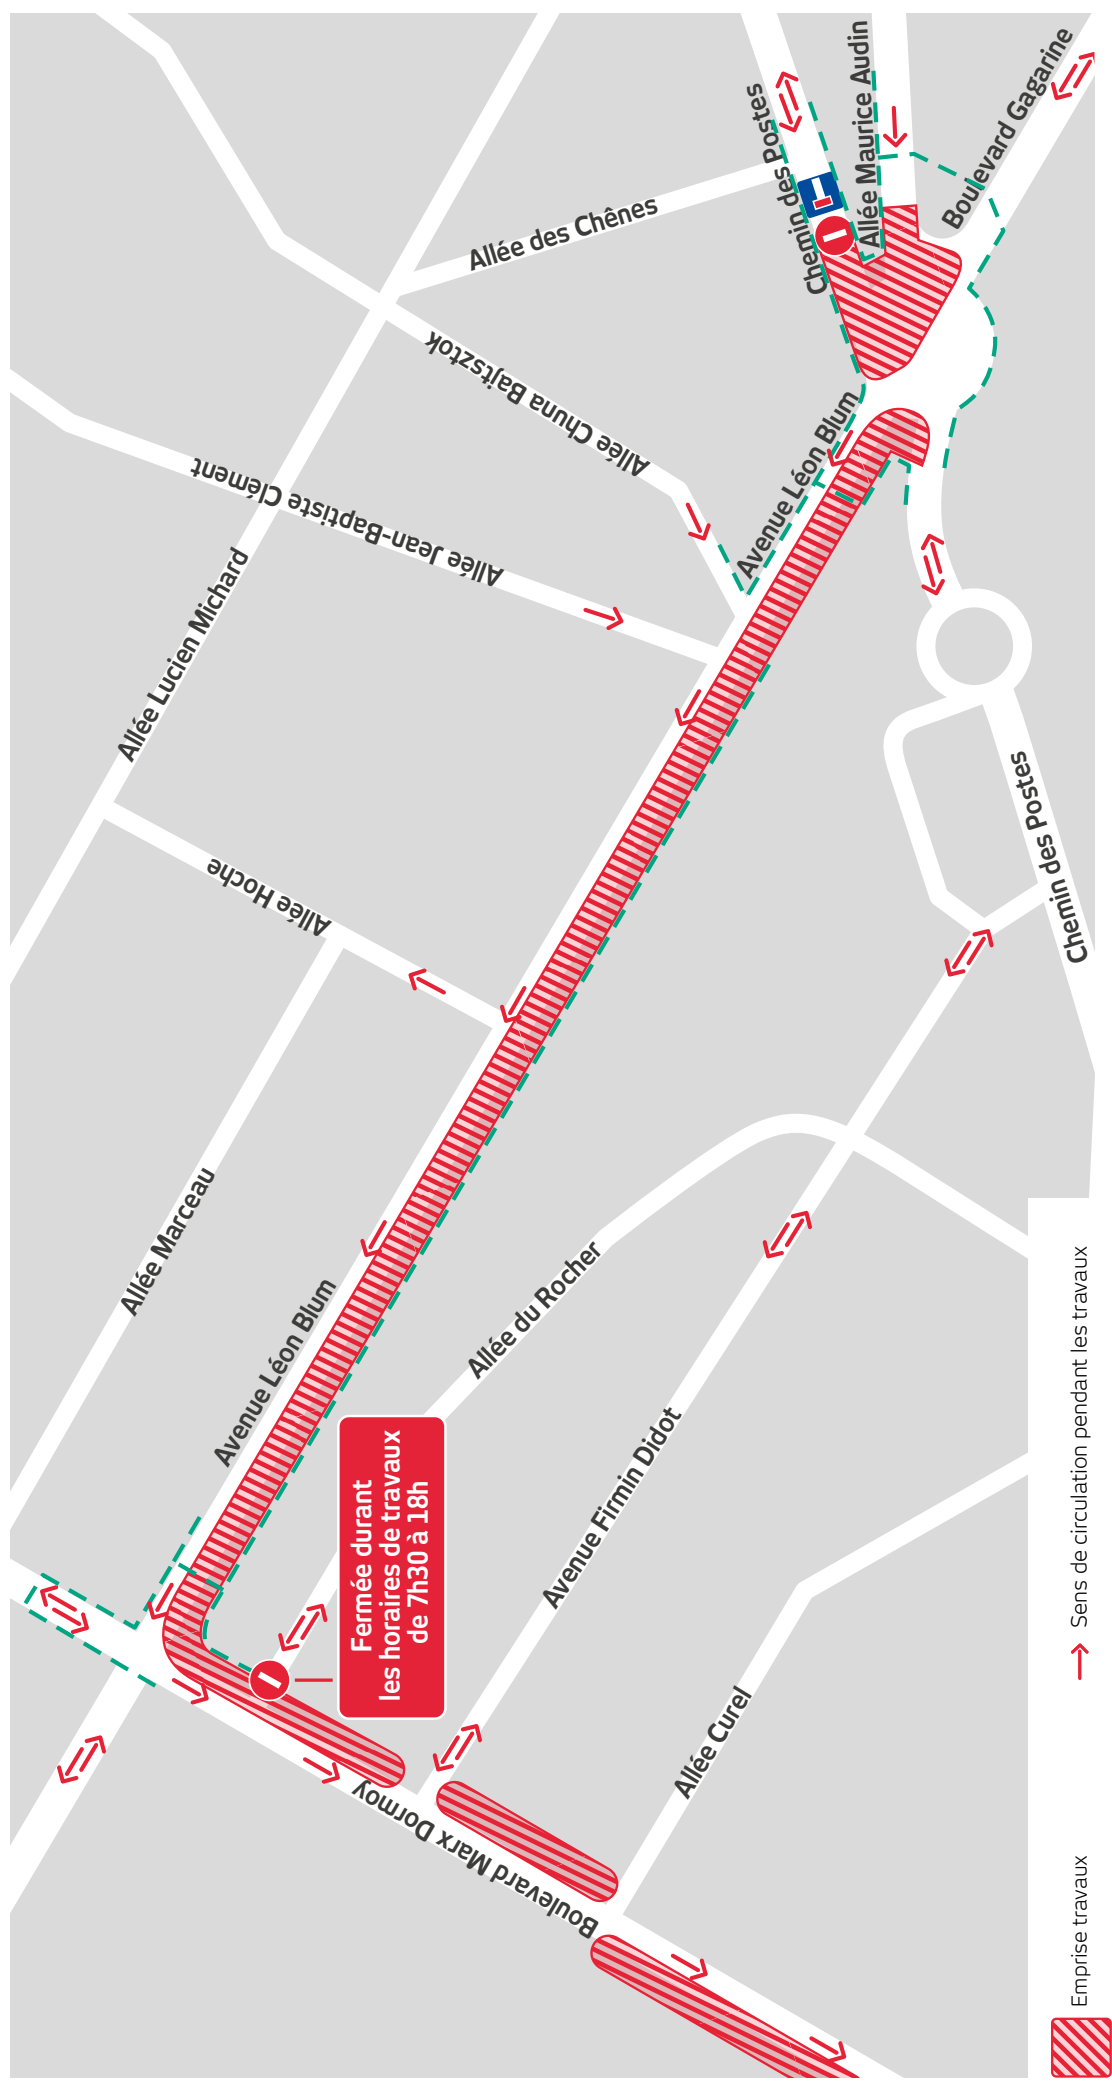 Chemin des Postes
Allée Maurice Audin
Boulevard Gagarine
Allée des Chênes
Allée Chuna Bajtsztok
Allée Jean-Baptiste Clément
Avenue Léon Blum
Allée Lucien Michard
Allée Hoche
Chemin des Postes
Allée Marceau
Avenue Léon Blum
Allée du Rocher
Fermée durant
les horaires de travaux
de 7h30 à 18h
Avenue Firmin Didot
Allée Curel
Boulevard Marx Dormoy
Emprise travaux
Sens de circulation pendant les travaux